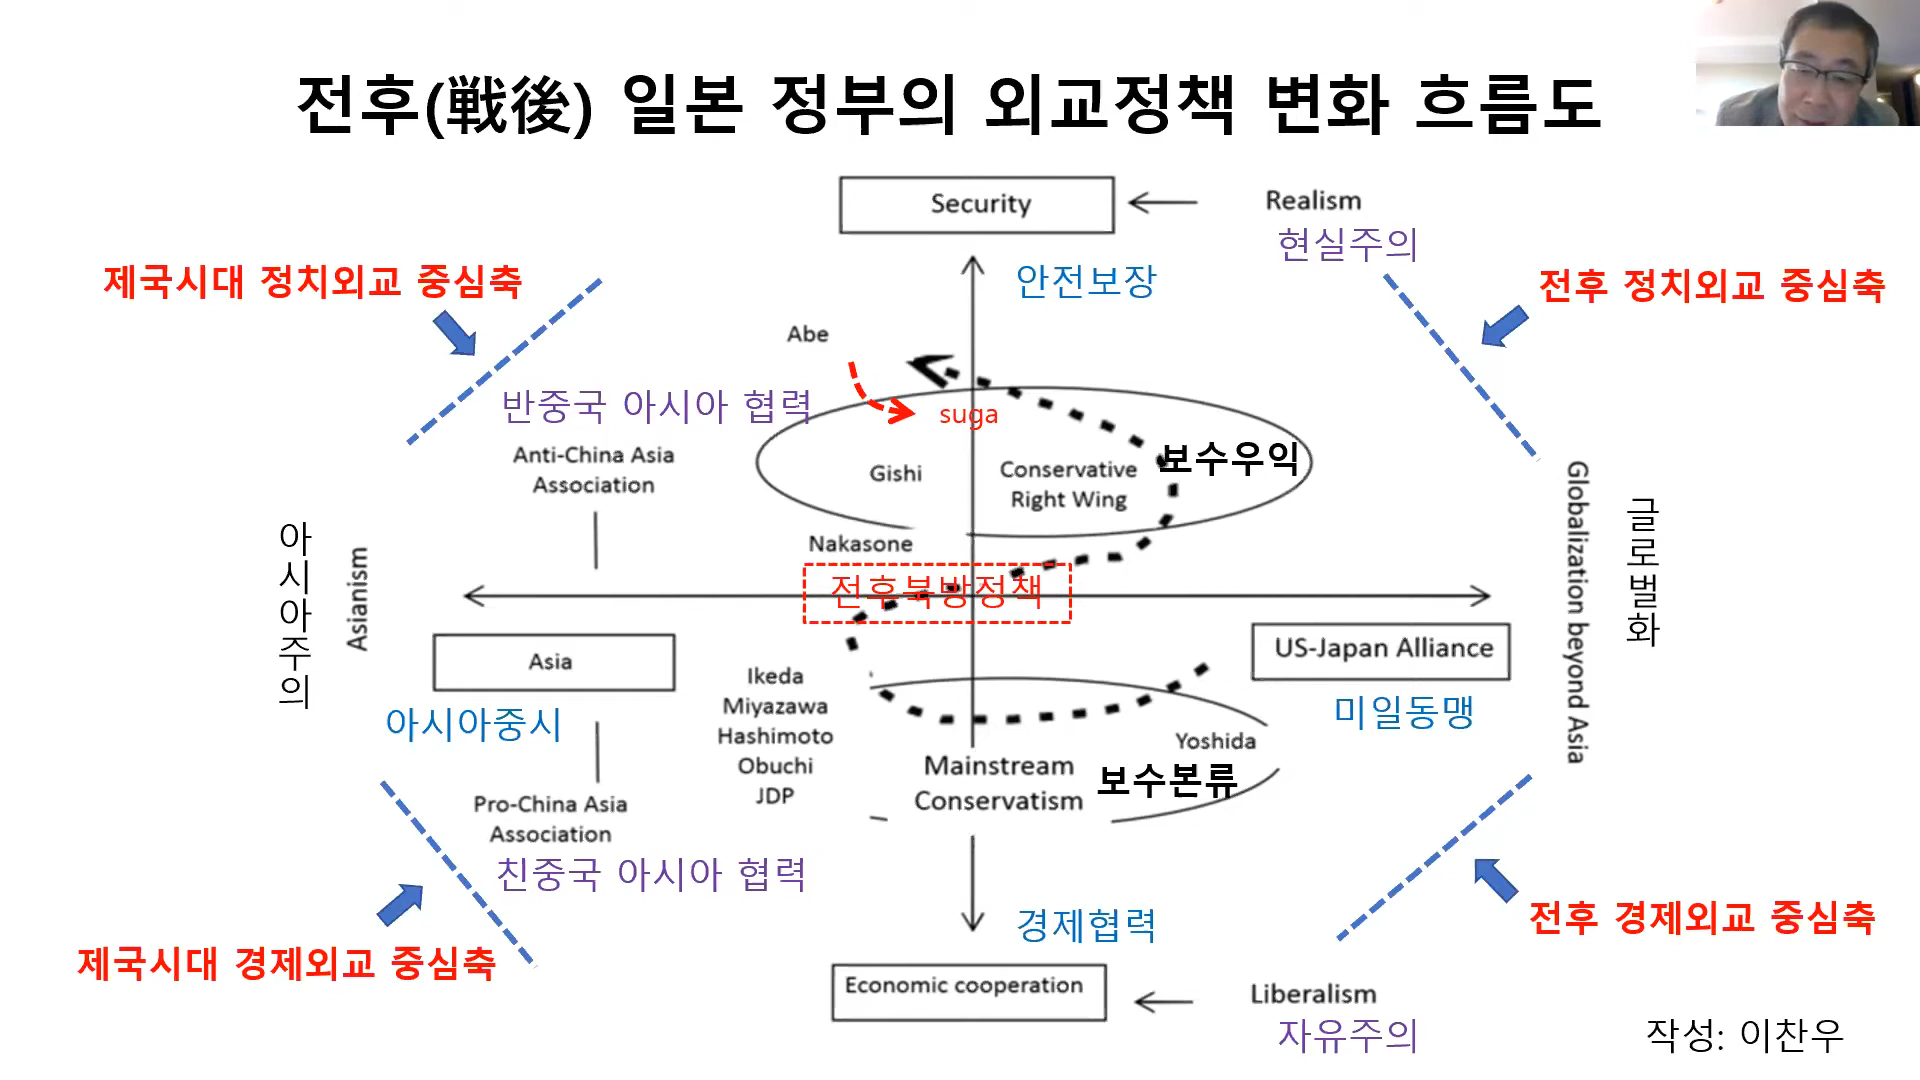 전후(戦後) 일본 정부의 외교정책 변화 흐름도
Security
Realism
현실주의
안전보장
제국시대 정치외교 중심축
전후 정치외교 중심축
Abe
반중국 아시아 협력
suga
Anti-China Asia
Association
Gishi
Conservative
Right Wing
보수우익
Nakasone
전후북방정책
아시아주의
Asianism
Globalization beyond Asia
글로벌화
Asia
아시아중시
US-Japan Alliance
미일동맹
Ikeda
Miyazawa
Hashimoto
Obuchi
JDP
Yoshida
Mainstream
Conservatism
보수본류
Pro-China Asia
Association
친중국 아시아 협력
경제협력
제국시대 경제외교 중심축
전후 경제외교 중심축
Economic cooperation
Liberalism
자유주의
작성: 이찬우